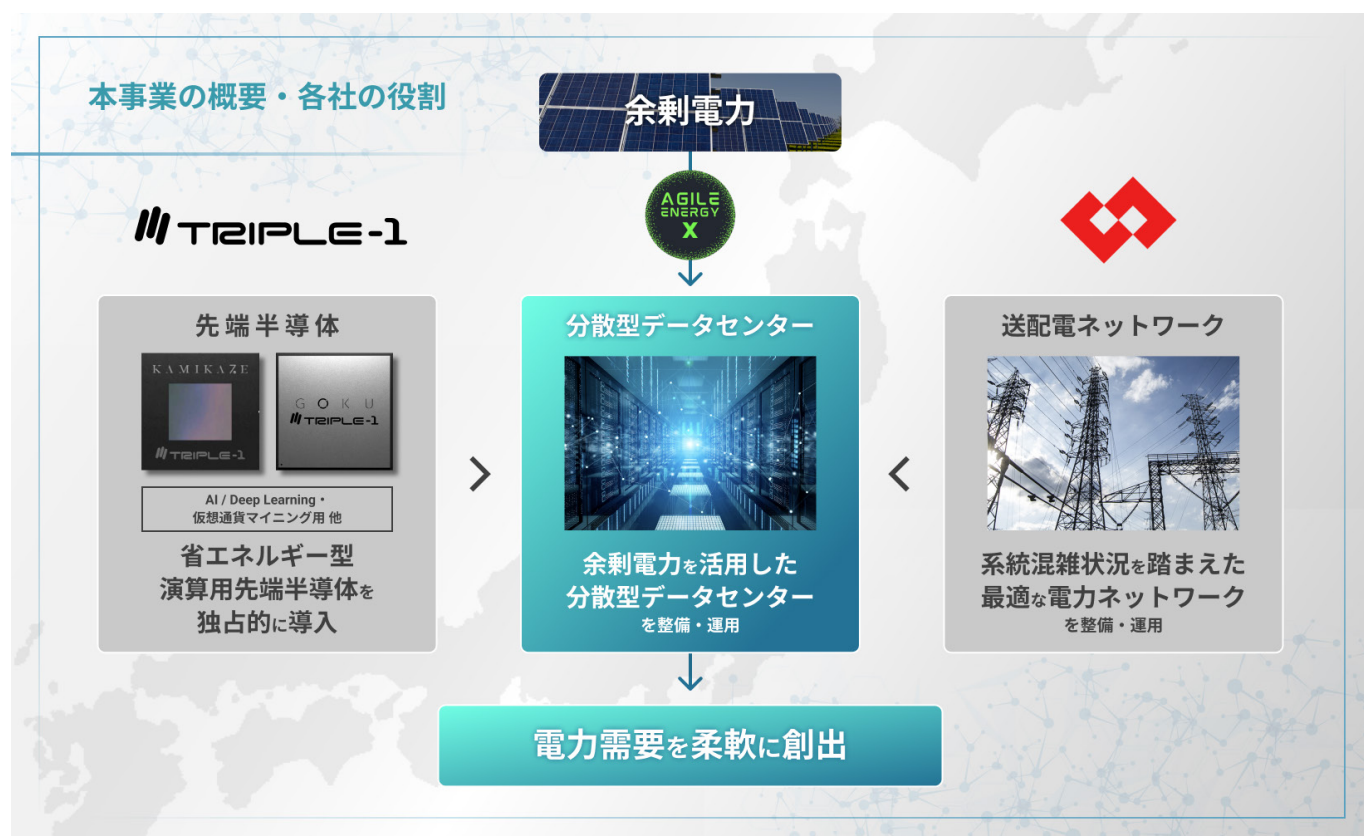 本事業の概要・各社の役割
余剰電力
AGILE
ENERGY
X
TRIPLE-1
先端半導体
KAMIKAZE
TRIPLE-1
GOKU
TRIPLE-1
AI / Deep Learning・
仮想通貨マイニング用 他
省エネルギー型
演算用先端半導体を
独占的に導入
分散型データセンター
余剰電力を活用した
分散型データセンター
を整備・運用
送配電ネットワーク
系統混雑状況を踏まえた
最適な電力ネットワーク
を整備・運用
電力需要を柔軟に創出